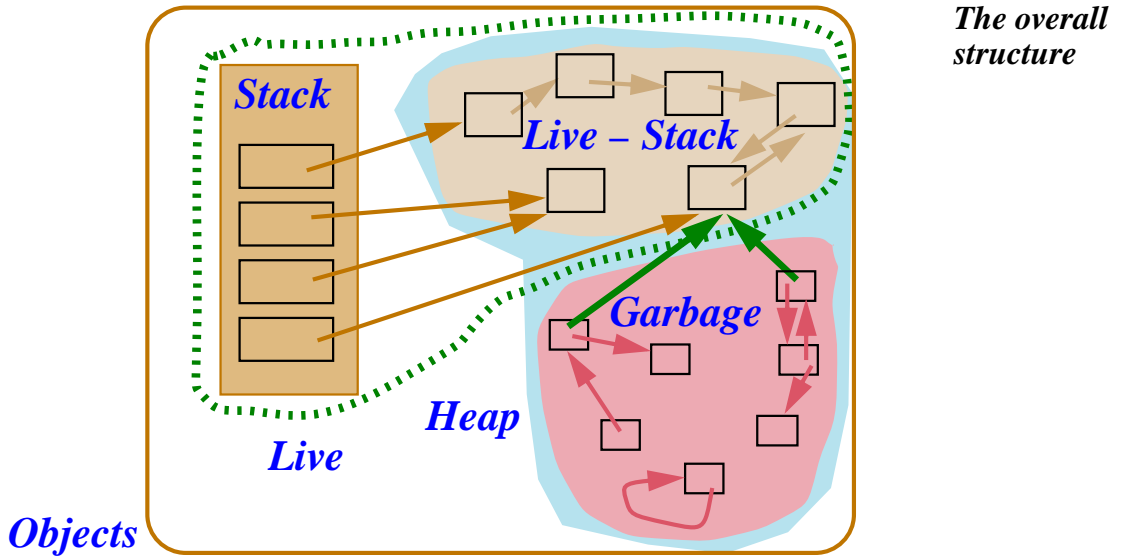 The overall
structure
Stack
Live – Stack
Garbage
Heap
Live
Objects